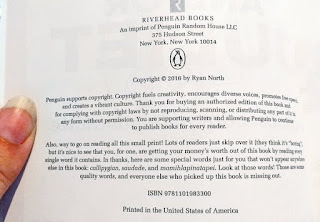 RIVERHEAD BOOKS
An imprint of Penguin Random House LLC
375 Hudson Street
New York, New York 10014
Copyright © 2016 by Ryan North
Penguin supports copyright. Copyright fuels creativity, encourages diverse voices, promotes free speech,
and creates a vibrant culture. Thank you for buying an authorized edition of this book and
for complying with copyright laws by not reproducing, scanning, or distributing any part of it in
any form without permission. You are supporting writers and allowing Penguin to continue
to publish books for every reader.
Also, way to go on reading all this small print! Lots of readers just skip over it (they think it's "boring",
but it's nice to see that you, for one, are getting your money's worth out of this book by reading every
single word it contains. In thanks, here are some special words just for you that won't appear anywhere
else in this book: callipygian, saudade, and mamihlapinatapei. Look at those words! Those are some
quality words, and everyone else who picked up this book is missing out.
ISBN 9781101983300
Printed in the United States of America